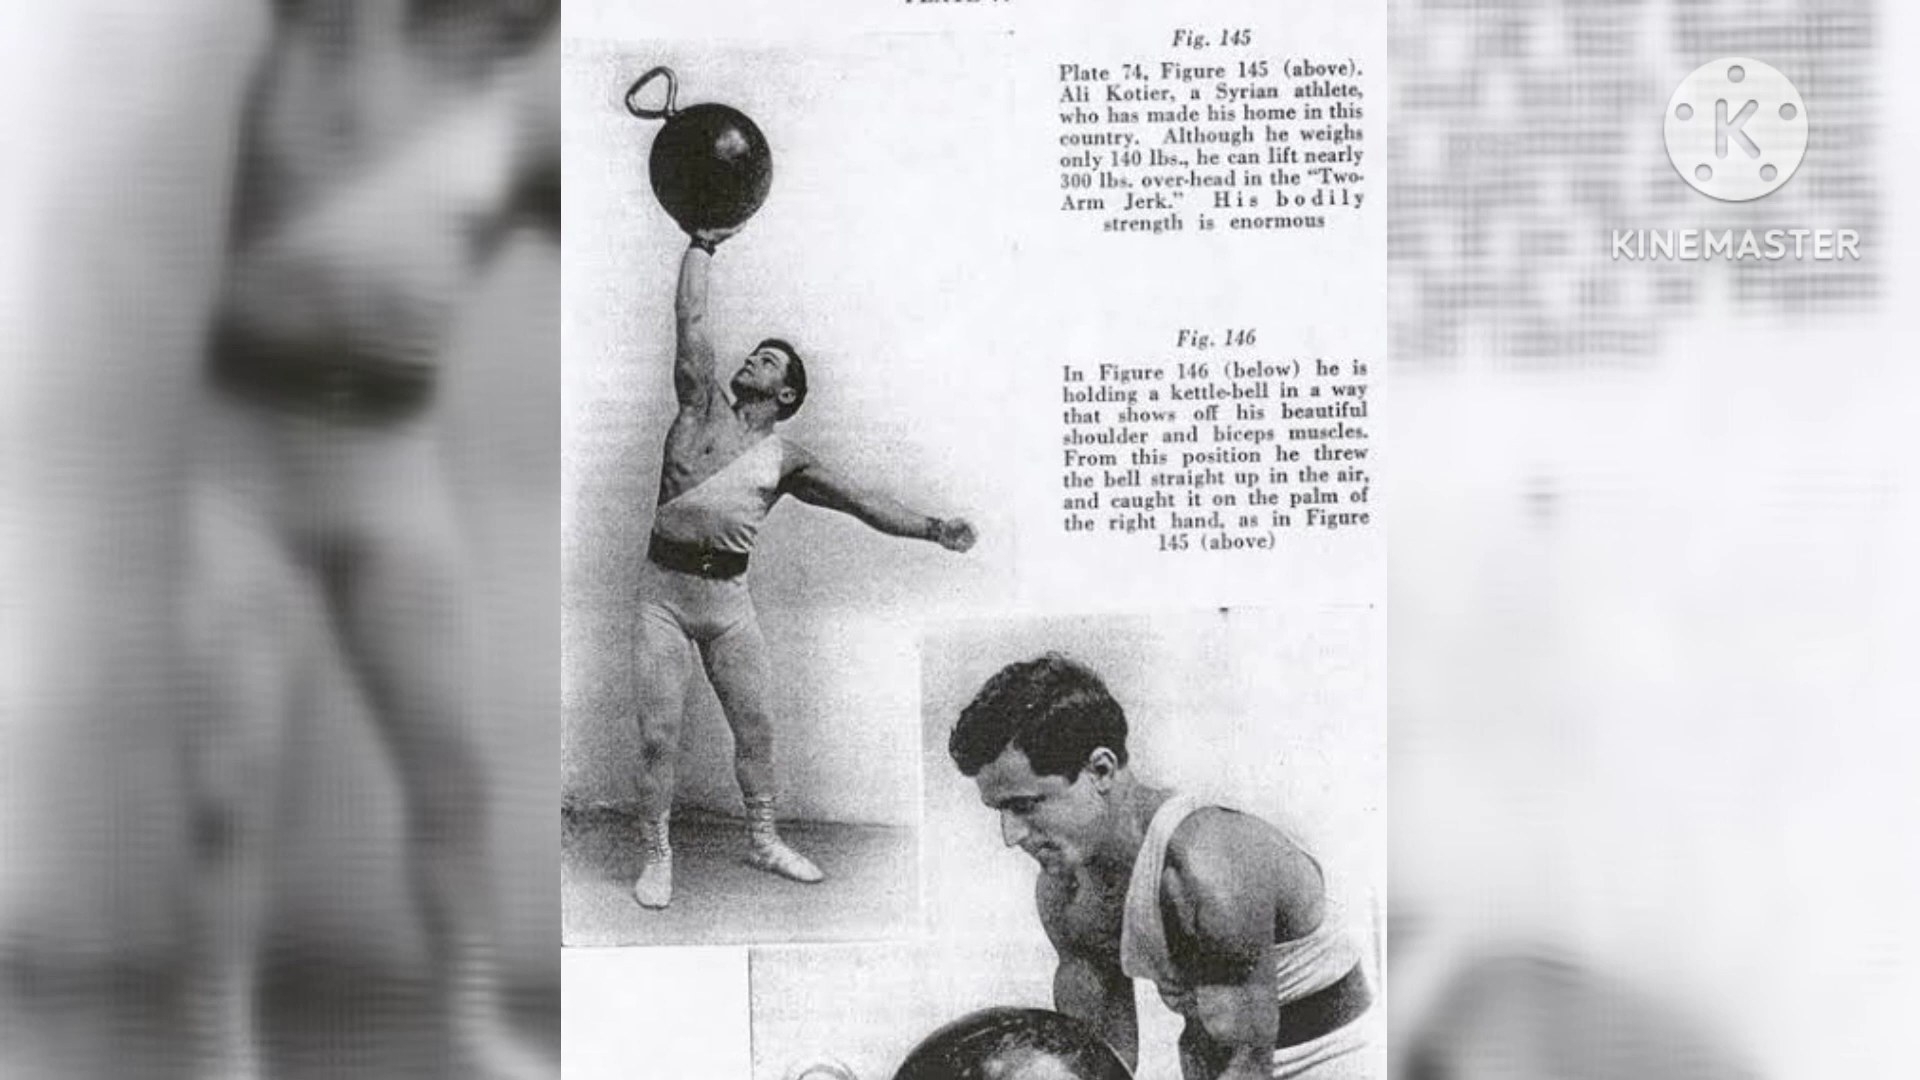 Fig. 145
Plate 74, Figure 145 (above).
Ali Kotier, a Syrian athlete,
who has made his home in this
country. Although he weighs
only 140 lbs., he can lift nearly
300 lbs. over-head in the "Two-
Arm Jerk." His bodily
strength is enormous
Fig. 146
In Figure 146 (below) he is
holding a kettle-bell in a way
that shows off his beautiful
shoulder and biceps muscles.
From this position he threw
the bell straight up in the air,
and caught it on the palm of
the right hand, as in Figure
145 (above)
K
KINEMASTER